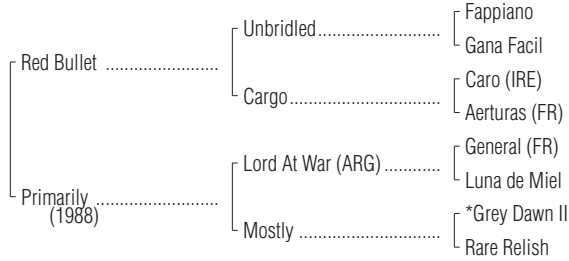 Fappiano
Unbridled
Gana Facil
Red Bullet
Caro (IRE)
Cargo
Aerturas (FR)
General (FR)
Lord At War (ARG)
Luna de Miel
Primarily
(1988)
*Grey Dawn II
Mostly
Rare Relish